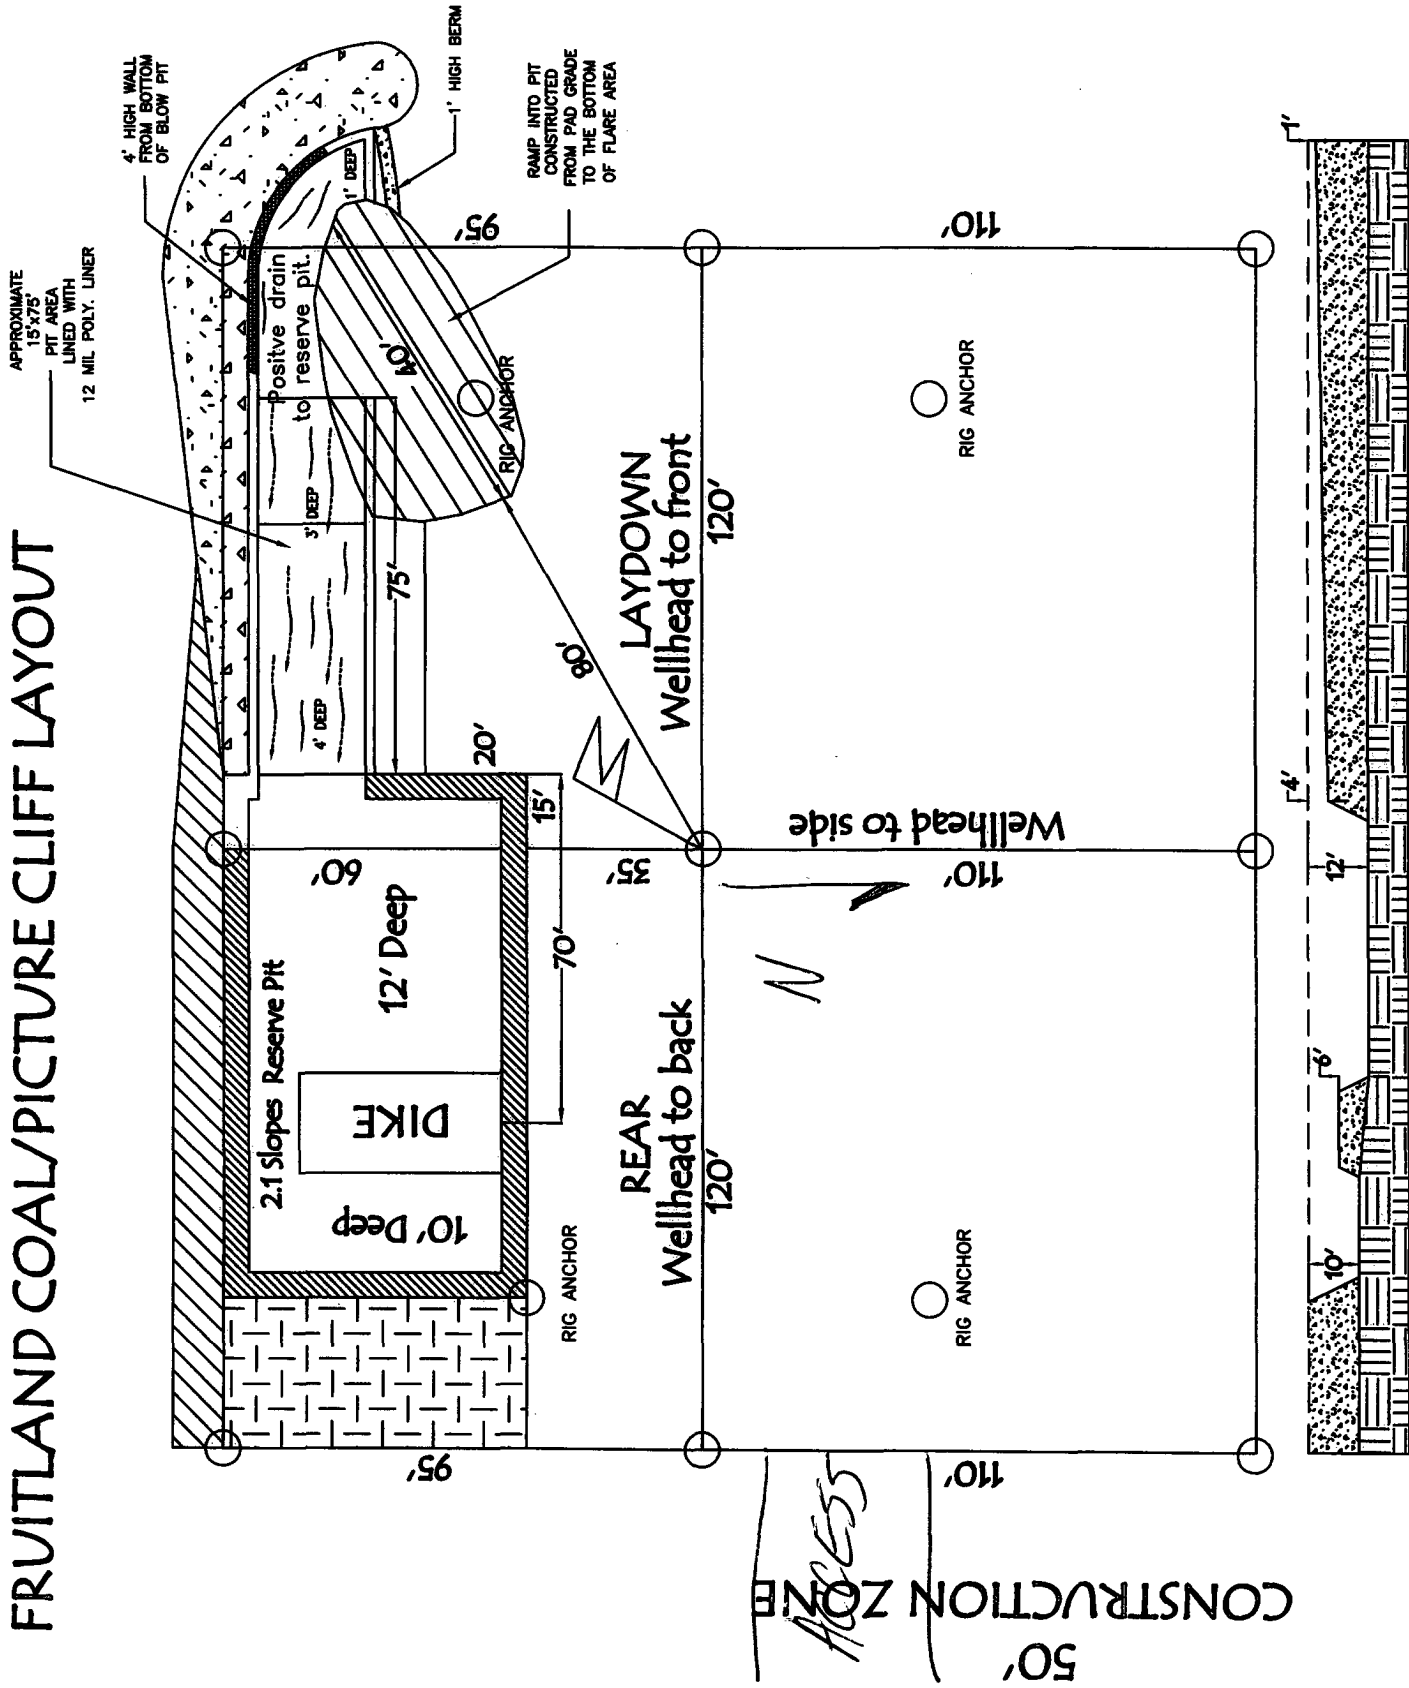 FRUITLAND COAL/PICTURE CLIFF LAYOUT
APPROXIMATE
15'x75'
PIT AREA
LINED WITH
12 MIL POLY. LINER
4' HIGH WALL
FROM BOTTOM
OF BLOW PIT
1' HIGH BERM
RAMP INTO PIT
CONSTRUCTED
FROM PAD GRADE
TO THE BOTTOM
OF FLARE AREA
2.1 Slopes Reserve Pit
10' Deep
DIKE
12' Deep
4' DEEP
3' DEEP
Positve drain
to reserve pit.
1' DEEP
95'
60'
35'
15'
20'
70'
75'
80'
40'
95'
RIG ANCHOR
RIG ANCHOR
REAR
Wellhead to back
120'
LAYDOWN
Wellhead to front
120'
N
Wellhead to side
110'
110'
110'
RIG ANCHOR
RIG ANCHOR
ACCESS
50'
CONSTRUCTION ZONE
10'
6'
12'
4'
1'